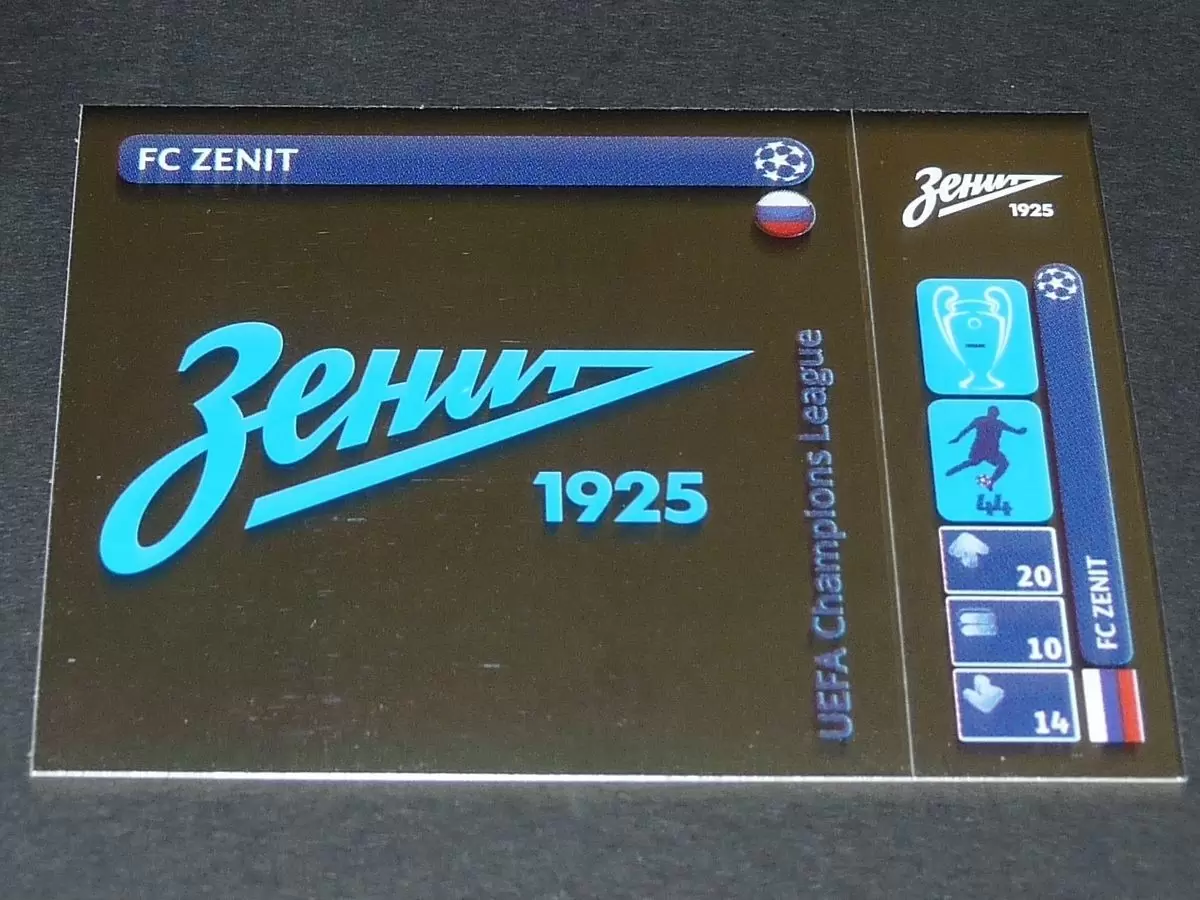 FC ZENIT
Зенит
1925
UEFA Champions League
Зенит
1925
44
20
10
14
FC ZENIT